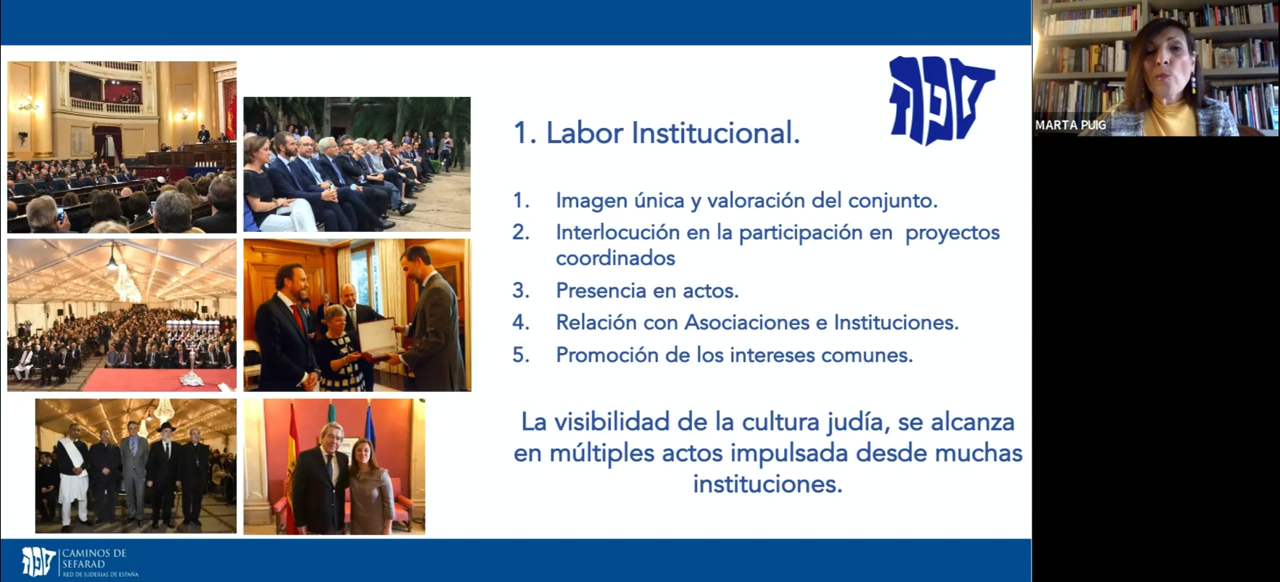 1. Labor Institucional.
1. Imagen única y valoración del conjunto.
2. Interlocución en la participación en proyectos
coordinados
3. Presencia en actos.
4. Relación con Asociaciones e Instituciones.
5. Promoción de los intereses comunes.
La visibilidad de la cultura judía, se alcanza
en múltiples actos impulsada desde muchas
instituciones.
CAMINOS DE
SEFARAD
RED DE JUDERÍAS DE ESPAÑA
MARTA PUIG